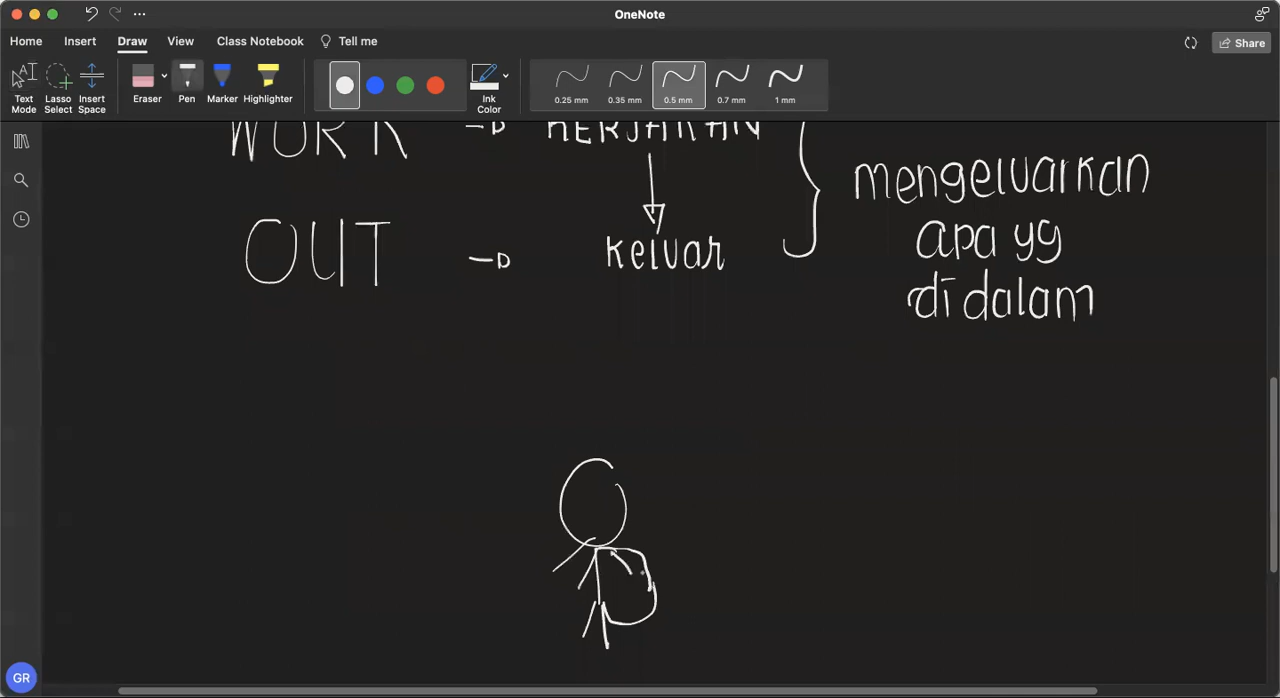 OneNote
Home Insert Draw View Class Notebook Tell me
Share
Text Mode
Lasso Select
Insert Space
Eraser
Pen
Marker
Highlighter
Ink Color
0.25 mm
0.35 mm
0.5 mm
0.7 mm
1 mm
WORK KERJAKAN
mengeluarkan
OUT keluar
apa yg
didalam
GR